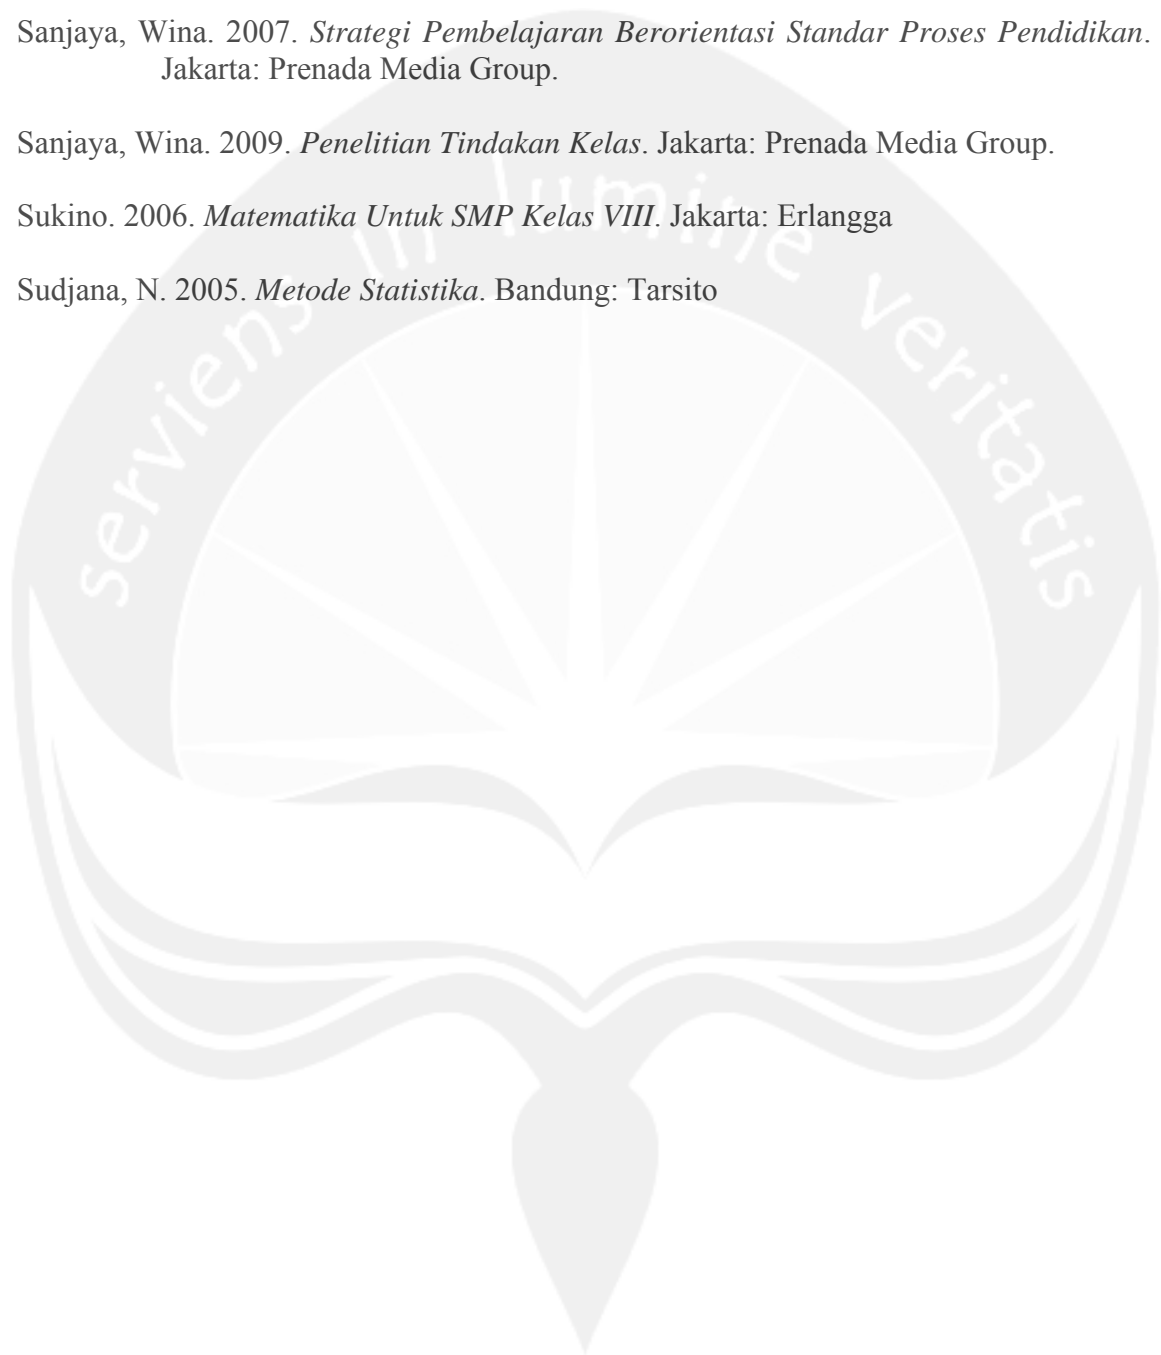 Sanjaya, Wina. 2007. Strategi Pembelajaran Berorientasi Standar Proses Pendidikan.
Jakarta: Prenada Media Group.
Sanjaya, Wina. 2009. Penelitian Tindakan Kelas. Jakarta: Prenada Media Group.
Sukino. 2006. Matematika Untuk SMP Kelas VIII. Jakarta: Erlangga
Sudjana, N. 2005. Metode Statistika. Bandung: Tarsito
serviens in lumine veritatis